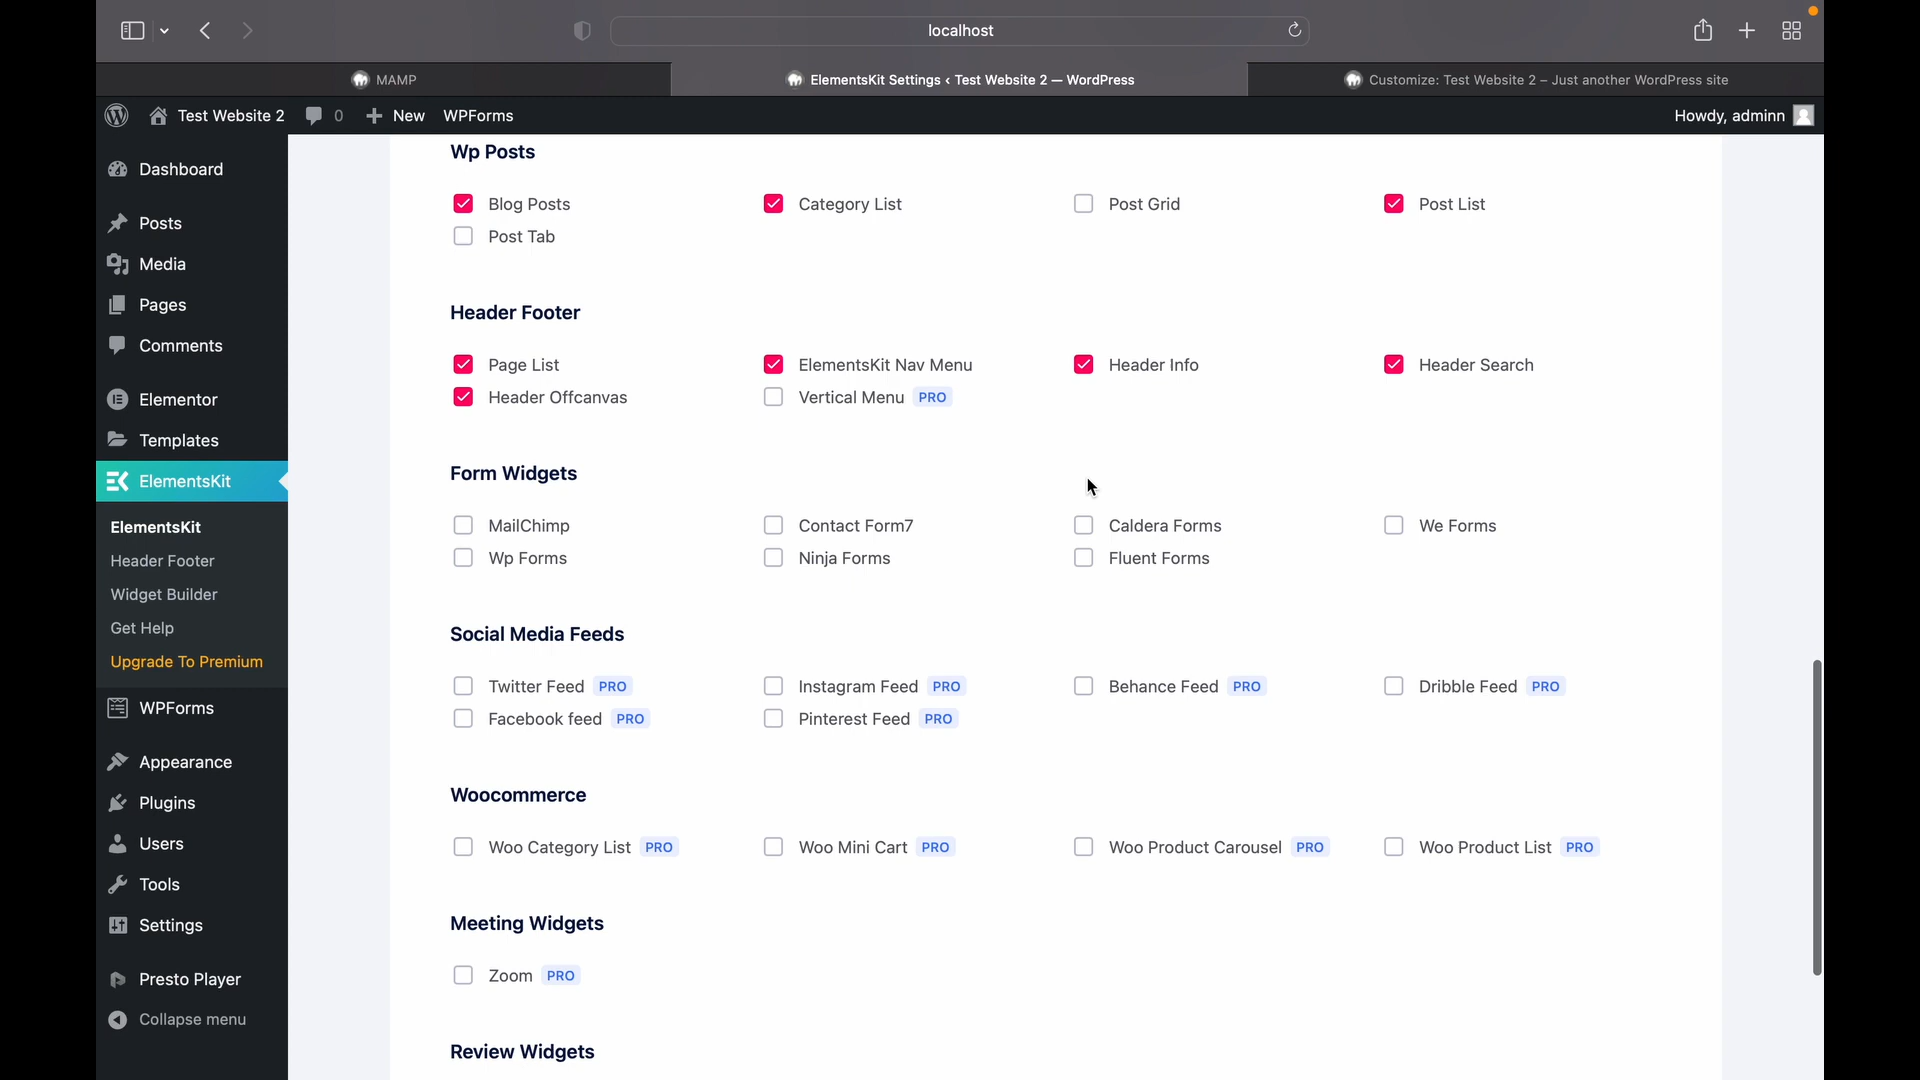 localhost
MAMP
ElementsKit Settings ‹ Test Website 2 — WordPress
Customize: Test Website 2 – Just another WordPress site
Test Website 2 0 New WPForms Howdy, adminn
Dashboard
Posts
Media
Pages
Comments
Elementor
Templates
ElementsKit
ElementsKit
Header Footer
Widget Builder
Get Help
Upgrade To Premium
WPForms
Appearance
Plugins
Users
Tools
Settings
Presto Player
Collapse menu
Wp Posts
Blog Posts Category List Post Grid Post List
Post Tab
Header Footer
Page List ElementsKit Nav Menu Header Info Header Search
Header Offcanvas Vertical Menu PRO
Form Widgets
MailChimp Contact Form7 Caldera Forms We Forms
Wp Forms Ninja Forms Fluent Forms
Social Media Feeds
Twitter Feed PRO Instagram Feed PRO Behance Feed PRO Dribble Feed PRO
Facebook feed PRO Pinterest Feed PRO
Woocommerce
Woo Category List PRO Woo Mini Cart PRO Woo Product Carousel PRO Woo Product List PRO
Meeting Widgets
Zoom PRO
Review Widgets